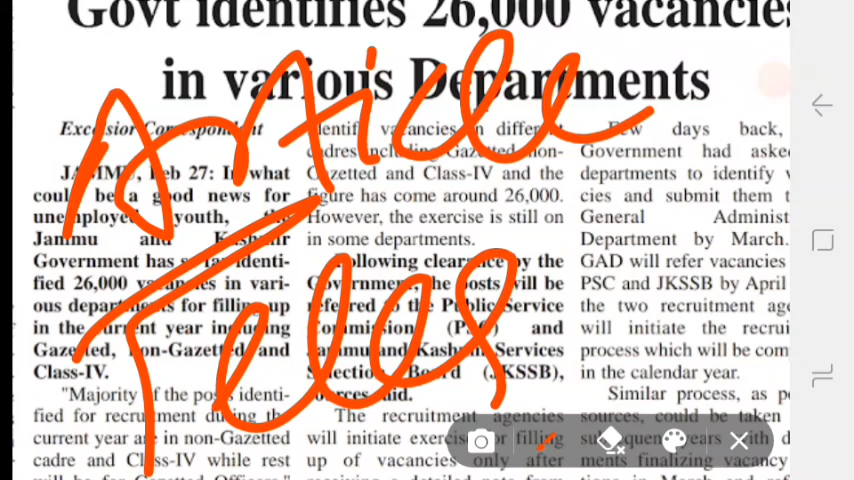 Govt identifies 26,000 vacancies
in various Departments
Excelsior Correspondent
JAMMU, Feb 27: In what
could be a good news for
unemployed youth, the
Jammu and Kashmir
Government has so far identi-
fied 26,000 vacancies in vari-
ous departments for filling up
in the current year including
Gazetted, non-Gazetted and
Class-IV.
"Majority of the posts identi-
fied for recruitment during the
current year are in non-Gazetted
cadre and Class-IV while rest
identify vacancies in different
cadres including Gazetted, non-
Gazetted and Class-IV and the
figure has come around 26,000.
However, the exercise is still on
in some departments.
Following clearance by the
Government, the posts will be
referred to the Public Service
Commission (PSC) and
Jammu and Kashmir Services
Selection Board (JKSSB),
sources said.
The recruitment agencies
will initiate exercise for filling
up of vacancies only after
Few days back,
Government had aske
departments to identify v
cies and submit them t
General Administ
Department by March.
GAD will refer vacancies
PSC and JKSSB by April
the two recruitment age
will initiate the recrui
process which will be com
in the calendar year.
Similar process, as p
sources, could be taken
subsequent years with d
ments finalizing vacancy
Article
Teles